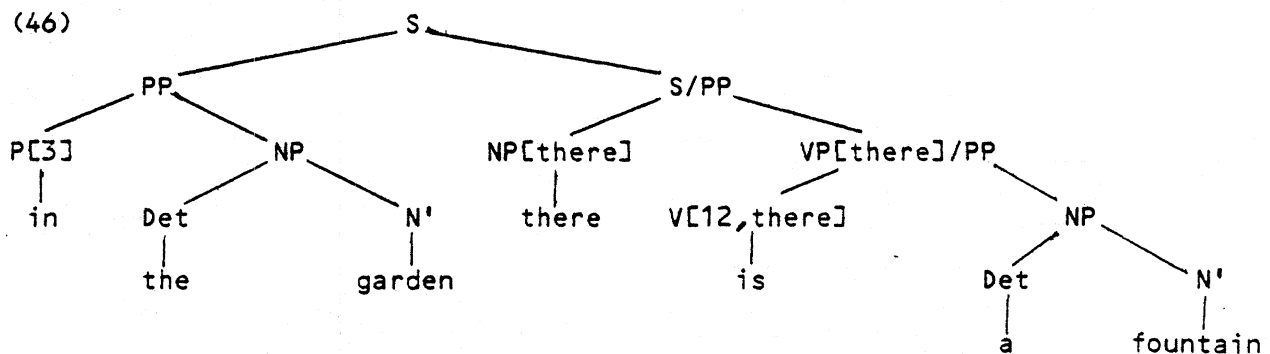 (46) S
PP S/PP
P[3] NP NP[there] VP[there]/PP
in Det N' there V[12,there] NP
the garden is Det N'
a fountain